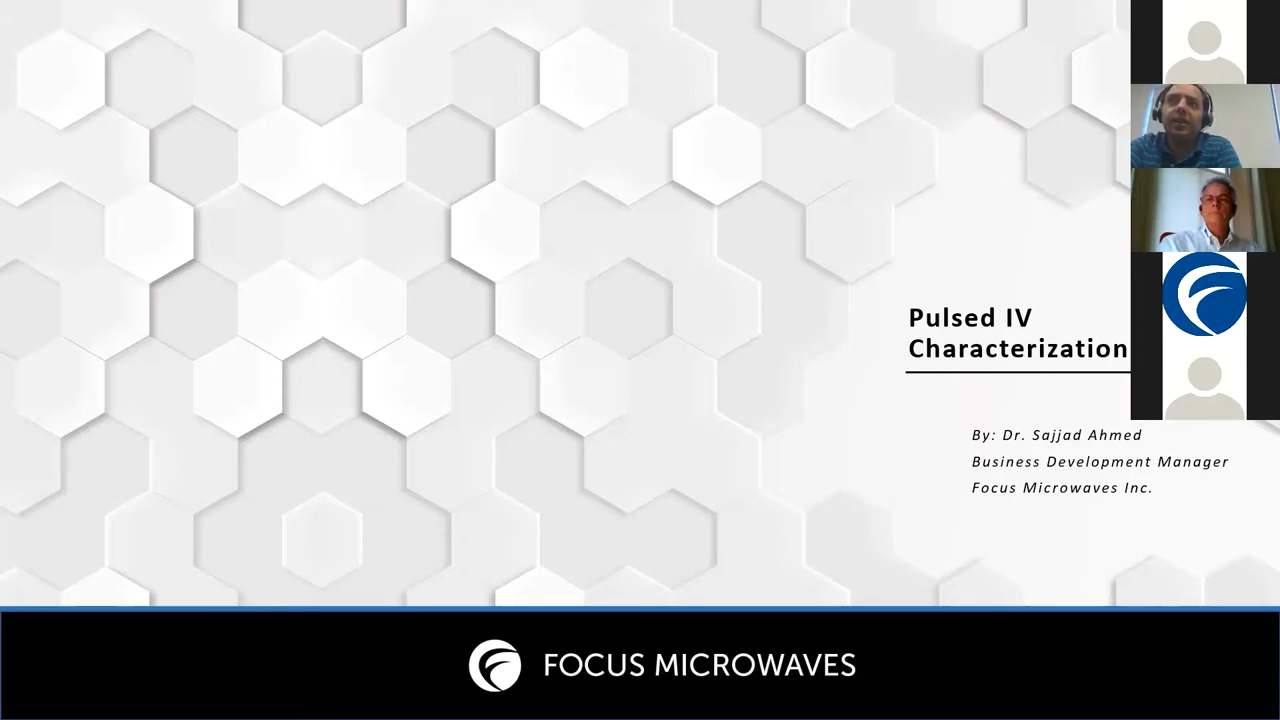 Pulsed IV
Characterization
By: Dr. Sajjad Ahmed
Business Development Manager
Focus Microwaves Inc.
FOCUS MICROWAVES